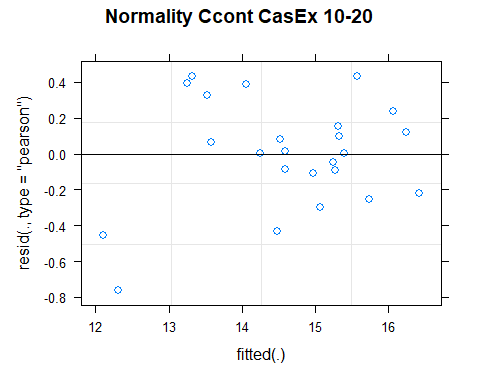 Normality Ccont CasEx 10-20
resid(., type = "pearson")
0.4
0.2
0.0
-0.2
-0.4
-0.6
-0.8
12 13 14 15 16
fitted(.)